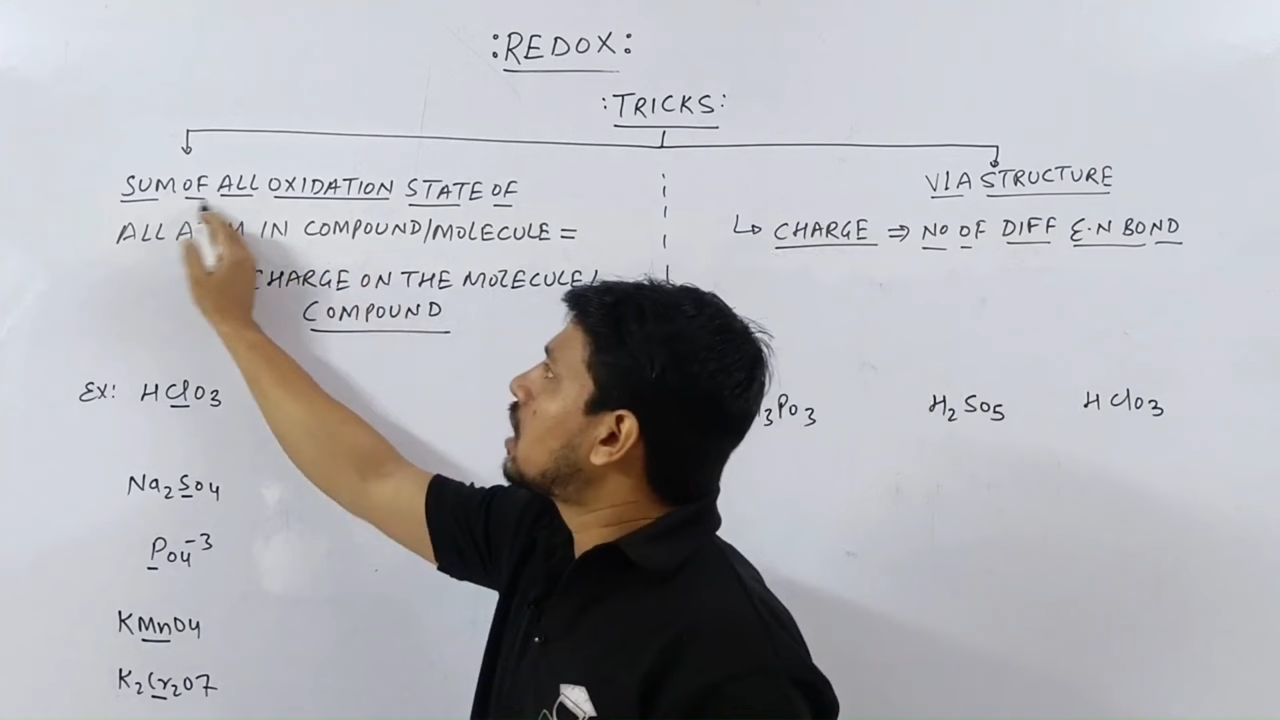 :REDOX:
:TRICKS:
SUM OF ALL OXIDATION STATE OF
ALL IN COMPOUND/MOLECULE =
CHARGE ON THE MOLECULE/
COMPOUND
VIA STRUCTURE
↳ CHARGE ⇒ NO OF DIFF E.N BOND
EX: HClO3
Na2SO4
PO4-3
KMnO4
K2Cr2O7
3PO3
H2SO5
HClO3